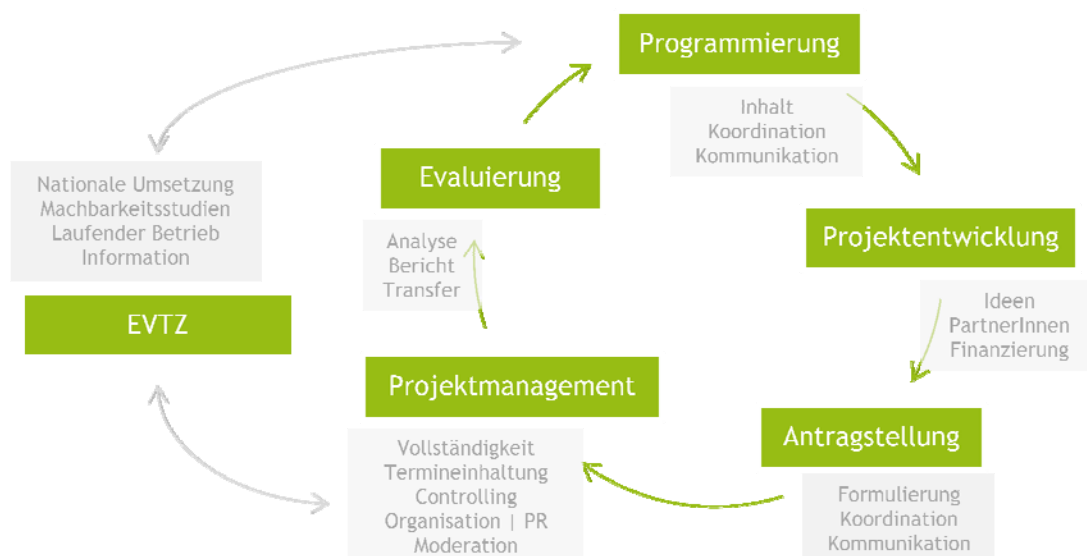 Programmierung
Inhalt
Koordination
Kommunikation
Projektentwicklung
Ideen
PartnerInnen
Finanzierung
Antragstellung
Formulierung
Koordination
Kommunikation
Projektmanagement
Vollständigkeit
Termineinhaltung
Controlling
Organisation | PR
Moderation
Evaluierung
Analyse
Bericht
Transfer
Nationale Umsetzung
Machbarkeitsstudien
Laufender Betrieb
Information
EVTZ